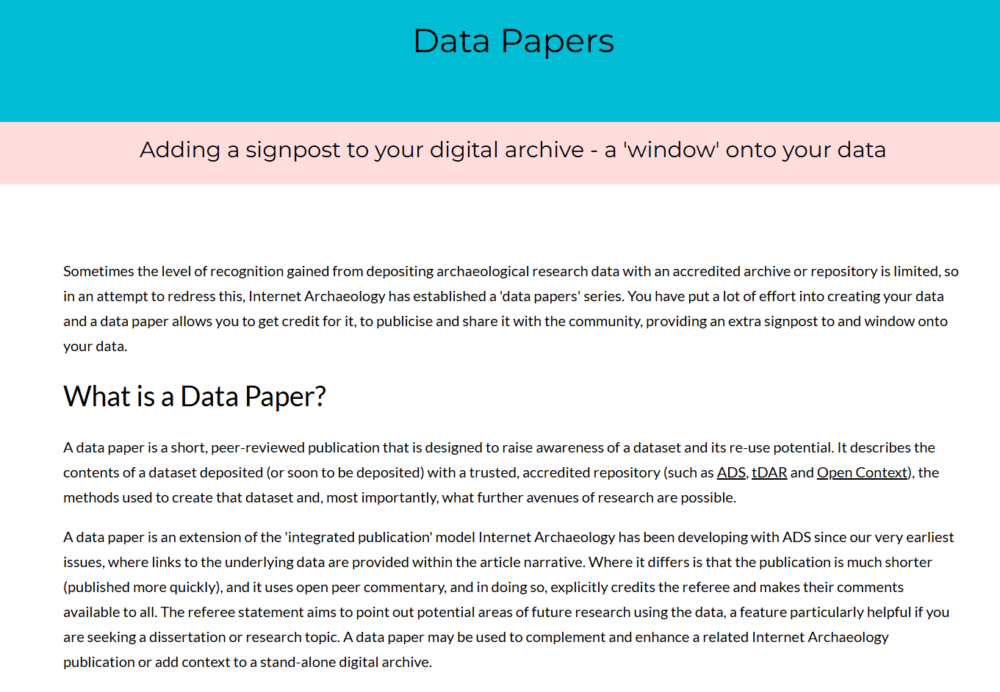 Data Papers
Adding a signpost to your digital archive - a 'window' onto your data
Sometimes the level of recognition gained from depositing archaeological research data with an accredited archive or repository is limited, so
in an attempt to redress this, Internet Archaeology has established a 'data papers' series. You have put a lot of effort into creating your data
and a data paper allows you to get credit for it, to publicise and share it with the community, providing an extra signpost to and window onto
your data.
What is a Data Paper?
A data paper is a short, peer-reviewed publication that is designed to raise awareness of a dataset and its re-use potential. It describes the
contents of a dataset deposited (or soon to be deposited) with a trusted, accredited repository (such as ADS, tDAR and Open Context), the
methods used to create that dataset and, most importantly, what further avenues of research are possible.
A data paper is an extension of the 'integrated publication' model Internet Archaeology has been developing with ADS since our very earliest
issues, where links to the underlying data are provided within the article narrative. Where it differs is that the publication is much shorter
(published more quickly), and it uses open peer commentary, and in doing so, explicitly credits the referee and makes their comments
available to all. The referee statement aims to point out potential areas of future research using the data, a feature particularly helpful if you
are seeking a dissertation or research topic. A data paper may be used to complement and enhance a related Internet Archaeology
publication or add context to a stand-alone digital archive.